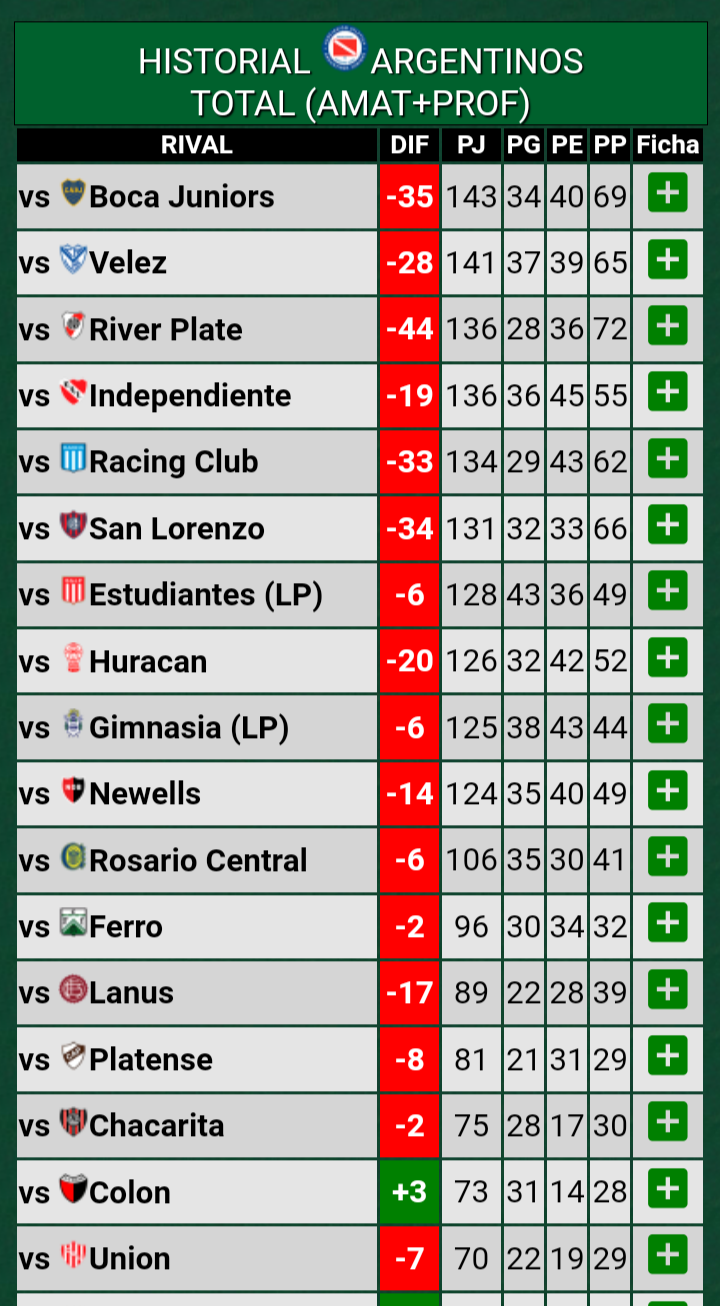 HISTORIAL ARGENTINOS
TOTAL (AMAT+PROF)
RIVAL DIF PJ PG PE PP Ficha
vs Boca Juniors -35 143 34 40 69 +
vs Velez -28 141 37 39 65 +
vs River Plate -44 136 28 36 72 +
vs Independiente -19 136 36 45 55 +
vs Racing Club -33 134 29 43 62 +
vs San Lorenzo -34 131 32 33 66 +
vs Estudiantes (LP) -6 128 43 36 49 +
vs Huracan -20 126 32 42 52 +
vs Gimnasia (LP) -6 125 38 43 44 +
vs Newells -14 124 35 40 49 +
vs Rosario Central -6 106 35 30 41 +
vs Ferro -2 96 30 34 32 +
vs Lanus -17 89 22 28 39 +
vs Platense -8 81 21 31 29 +
vs Chacarita -2 75 28 17 30 +
vs Colon +3 73 31 14 28 +
vs Union -7 70 22 19 29 +